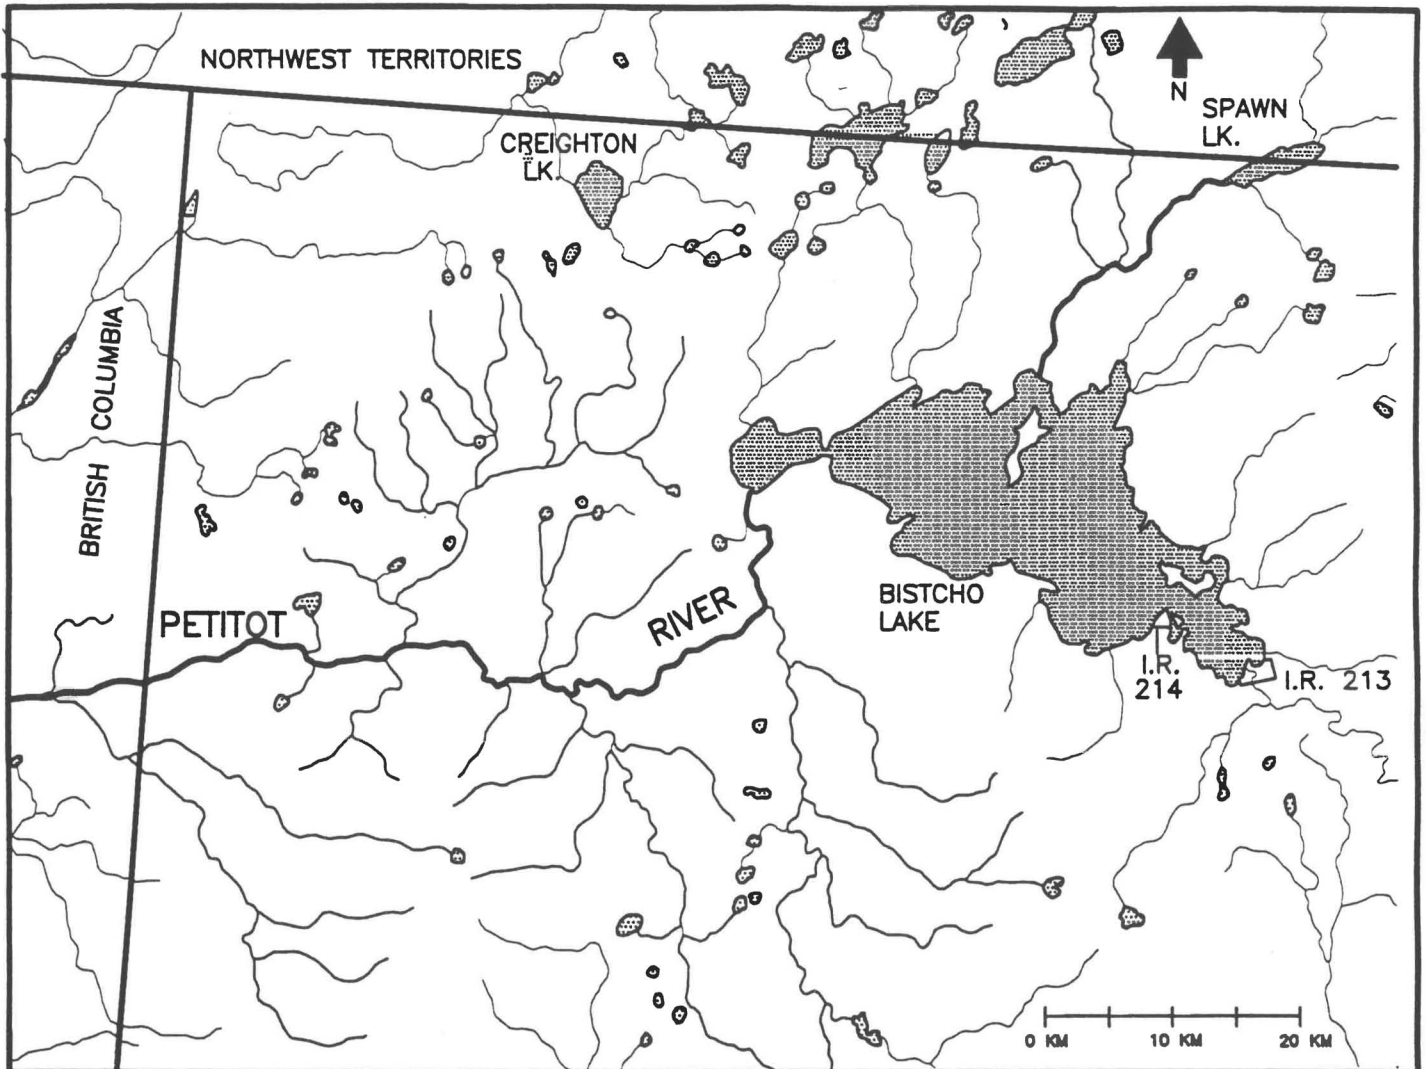 NORTHWEST TERRITORIES
N
SPAWN
LK.
CREIGHTON
LK.
BRITISH COLUMBIA
PETITOT
RIVER
BISTCHO
LAKE
I.R.
214
I.R. 213
0 KM 10 KM 20 KM